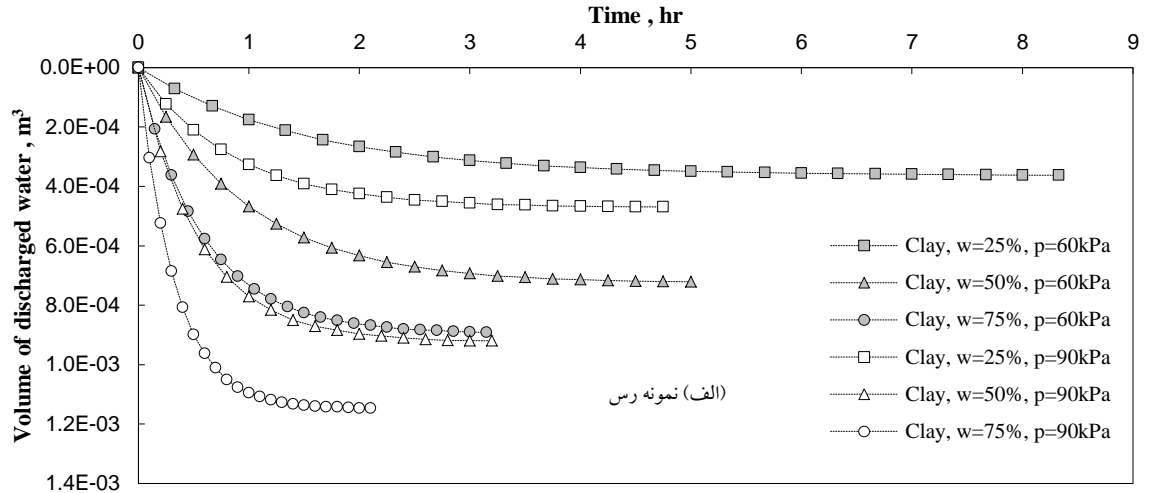 Time , hr
0 1 2 3 4 5 6 7 8 9
0.0E+00
2.0E-04
4.0E-04
6.0E-04
8.0E-04
1.0E-03
1.2E-03
1.4E-03
Volume of discharged water , m³
Clay, w=25%, p=60kPa
Clay, w=50%, p=60kPa
Clay, w=75%, p=60kPa
Clay, w=25%, p=90kPa
Clay, w=50%, p=90kPa
Clay, w=75%, p=90kPa
(الف) نمونه رس